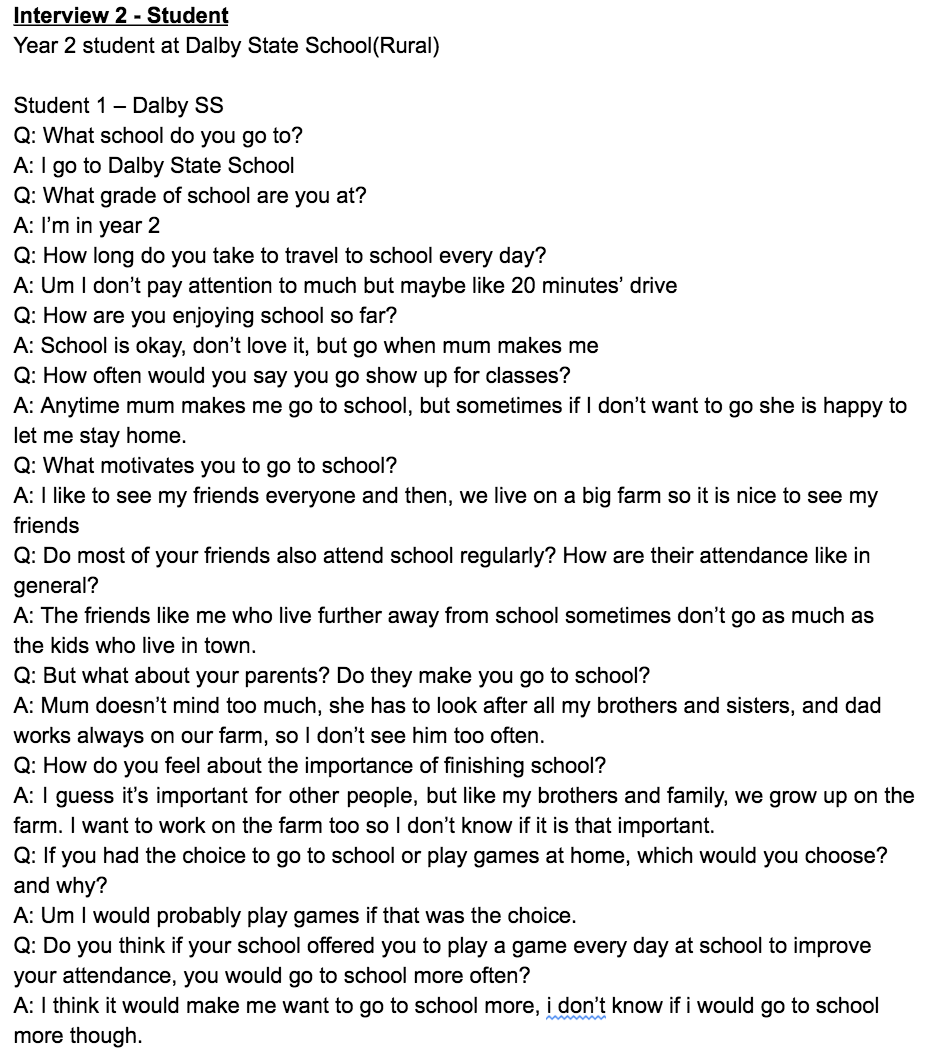 Interview 2 - Student
Year 2 student at Dalby State School(Rural)
Student 1 – Dalby SS
Q: What school do you go to?
A: I go to Dalby State School
Q: What grade of school are you at?
A: I’m in year 2
Q: How long do you take to travel to school every day?
A: Um I don’t pay attention to much but maybe like 20 minutes’ drive
Q: How are you enjoying school so far?
A: School is okay, don’t love it, but go when mum makes me
Q: How often would you say you go show up for classes?
A: Anytime mum makes me go to school, but sometimes if I don’t want to go she is happy to
let me stay home.
Q: What motivates you to go to school?
A: I like to see my friends everyone and then, we live on a big farm so it is nice to see my
friends
Q: Do most of your friends also attend school regularly? How are their attendance like in
general?
A: The friends like me who live further away from school sometimes don’t go as much as
the kids who live in town.
Q: But what about your parents? Do they make you go to school?
A: Mum doesn’t mind too much, she has to look after all my brothers and sisters, and dad
works always on our farm, so I don’t see him too often.
Q: How do you feel about the importance of finishing school?
A: I guess it’s important for other people, but like my brothers and family, we grow up on the
farm. I want to work on the farm too so I don’t know if it is that important.
Q: If you had the choice to go to school or play games at home, which would you choose?
and why?
A: Um I would probably play games if that was the choice.
Q: Do you think if your school offered you to play a game every day at school to improve
your attendance, you would go to school more often?
A: I think it would make me want to go to school more, i don’t know if i would go to school
more though.